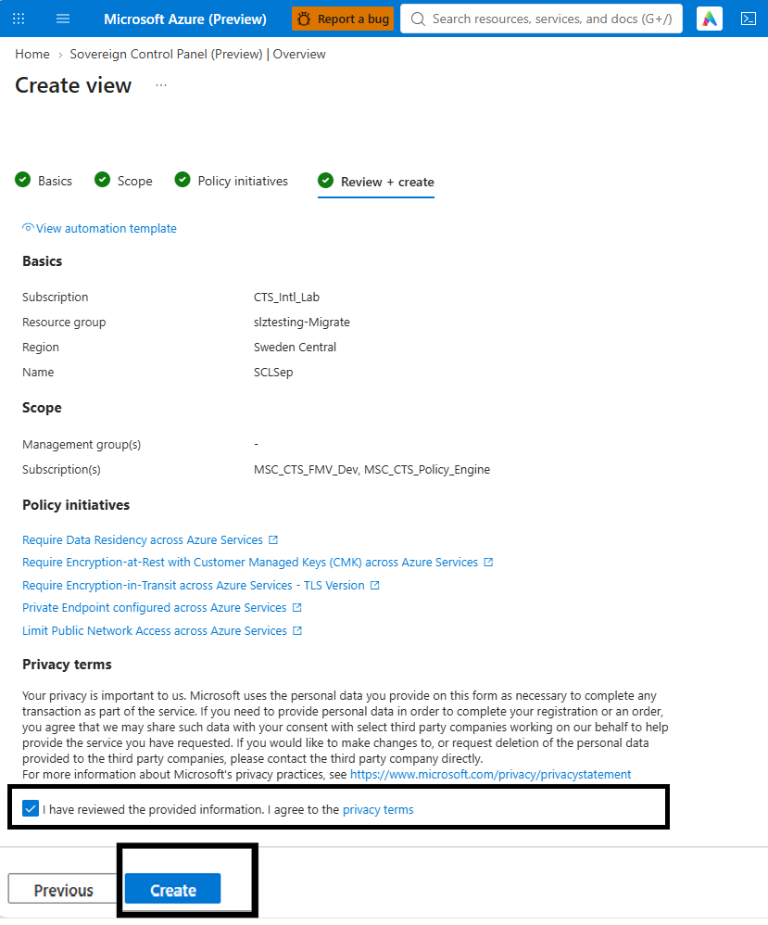 Microsoft Azure (Preview) Report a bug Search resources, services, and docs (G+/)
Home > Sovereign Control Panel (Preview) | Overview
Create view ...
Basics Scope Policy initiatives Review + create
View automation template
Basics
Subscription CTS_Intl_Lab
Resource group slztesting-Migrate
Region Sweden Central
Name SCLSep
Scope
Management group(s) -
Subscription(s) MSC_CTS_FMV_Dev, MSC_CTS_Policy_Engine
Policy initiatives
Require Data Residency across Azure Services
Require Encryption-at-Rest with Customer Managed Keys (CMK) across Azure Services
Require Encryption-in-Transit across Azure Services - TLS Version
Private Endpoint configured across Azure Services
Limit Public Network Access across Azure Services
Privacy terms
Your privacy is important to us. Microsoft uses the personal data you provide on this form as necessary to complete any
transaction as part of the service. If you need to provide personal data in order to complete your registration or an order,
you agree that we may share such data with your consent with select third party companies working on our behalf to help
provide the service you have requested. If you would like to make changes to, or request deletion of the personal data
provided to the third party companies, please contact the third party company directly.
For more information about Microsoft's privacy practices, see https://www.microsoft.com/privacy/privacystatement
I have reviewed the provided information. I agree to the privacy terms
Previous Create